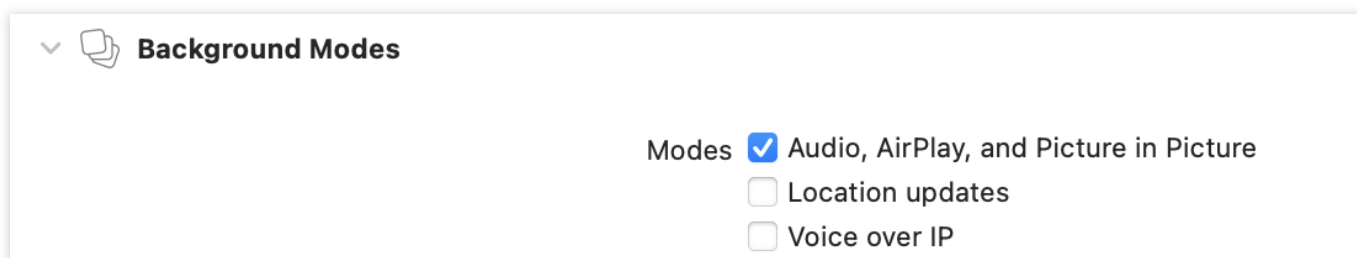 Background Modes
Modes Audio, AirPlay, and Picture in Picture
Location updates
Voice over IP